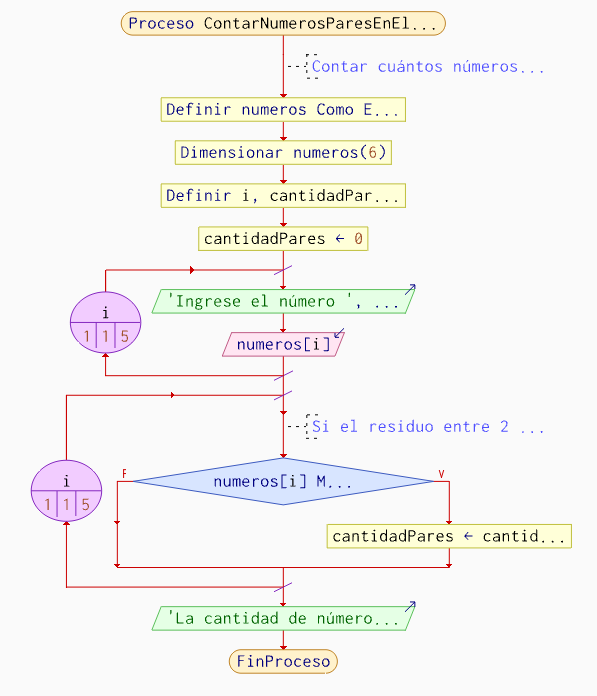 Proceso ContarNumerosParesEnEl...
Contar cuántos números...
Definir numeros Como E...
Dimensionar numeros(6)
Definir i, cantidadPar...
cantidadPares ← 0
'Ingrese el número ', ...
i
1 1 5
numeros[i]
Si el residuo entre 2 ...
F
V
numeros[i] M...
i
1 1 5
cantidadPares ← cantid...
'La cantidad de número...
FinProceso